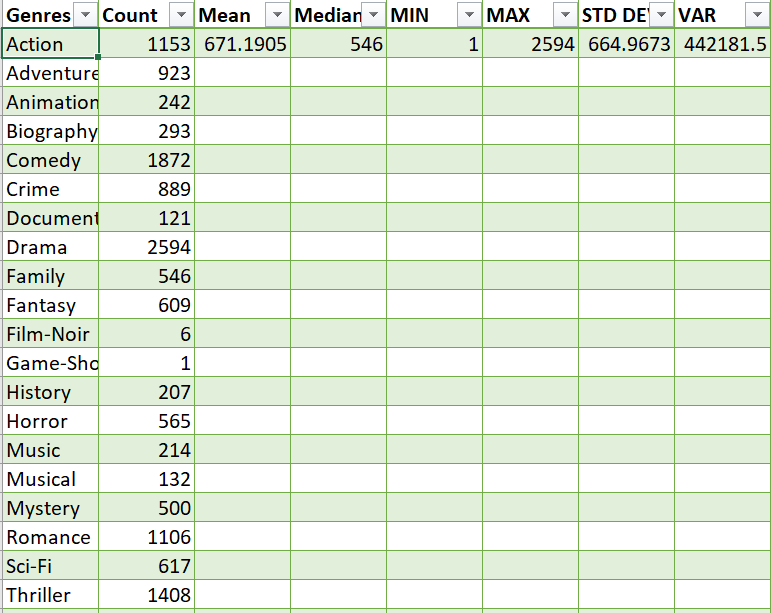 Genres Count Mean Median MIN MAX STD DE VAR
Action 1153 671.1905 546 1 2594 664.9673 442181.5
Adventure 923
Animation 242
Biography 293
Comedy 1872
Crime 889
Document 121
Drama 2594
Family 546
Fantasy 609
Film-Noir 6
Game-Sho 1
History 207
Horror 565
Music 214
Musical 132
Mystery 500
Romance 1106
Sci-Fi 617
Thriller 1408